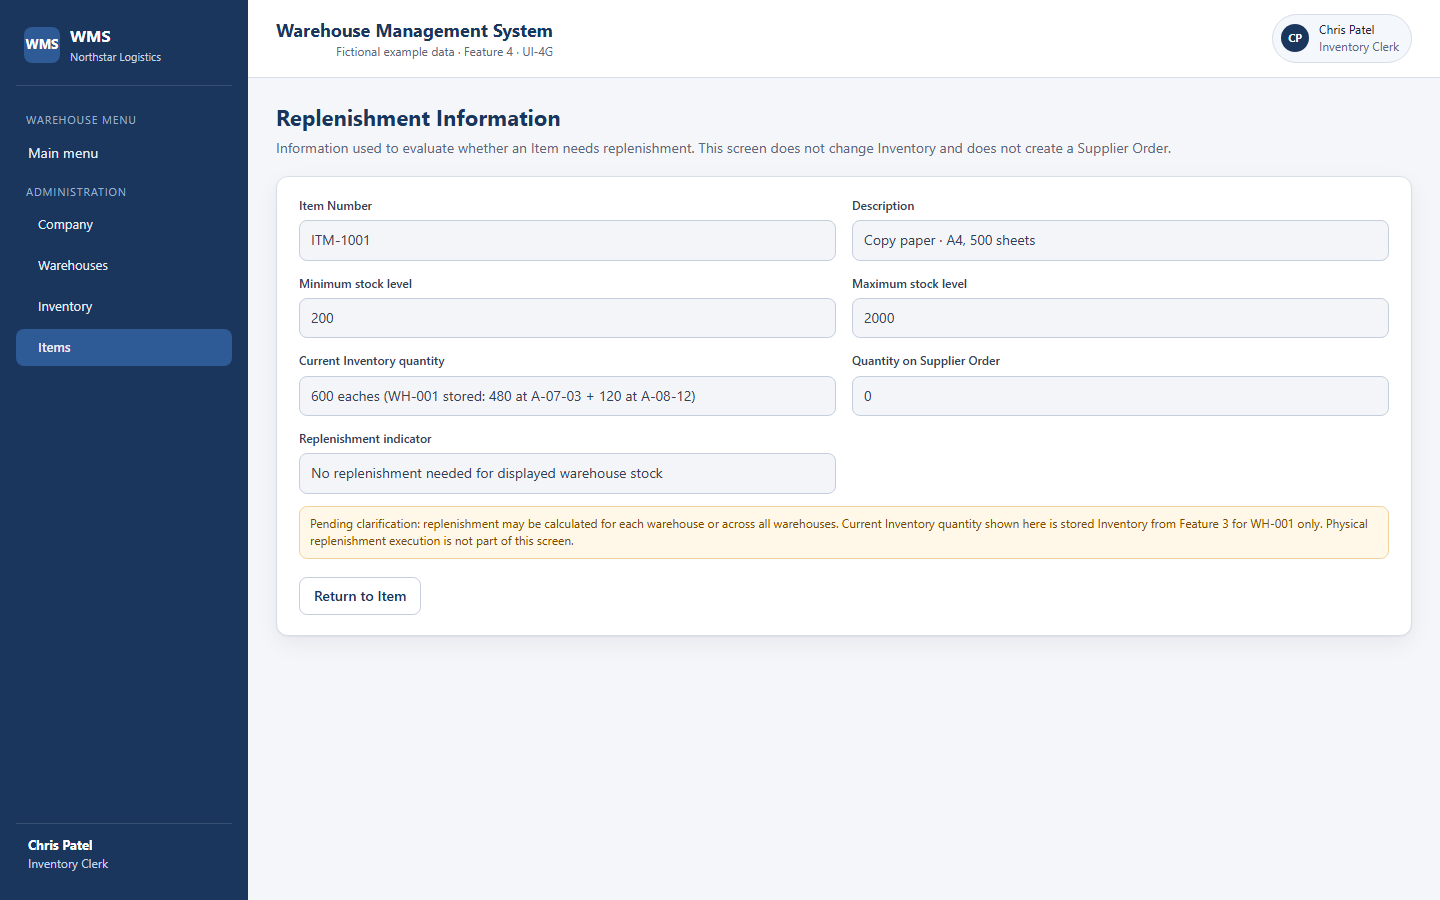 WMS
WMS
Northstar Logistics
WAREHOUSE MENU
Main menu
ADMINISTRATION
Company
Warehouses
Inventory
Items
Chris Patel
Inventory Clerk
Warehouse Management System
Fictional example data · Feature 4 · UI-4G
CP
Chris Patel
Inventory Clerk
Replenishment Information
Information used to evaluate whether an Item needs replenishment. This screen does not change Inventory and does not create a Supplier Order.
Item Number
ITM-1001
Description
Copy paper · A4, 500 sheets
Minimum stock level
200
Maximum stock level
2000
Current Inventory quantity
600 eaches (WH-001 stored: 480 at A-07-03 + 120 at A-08-12)
Quantity on Supplier Order
0
Replenishment indicator
No replenishment needed for displayed warehouse stock
Pending clarification: replenishment may be calculated for each warehouse or across all warehouses. Current Inventory quantity shown here is stored Inventory from Feature 3 for WH-001 only. Physical
replenishment execution is not part of this screen.
Return to Item